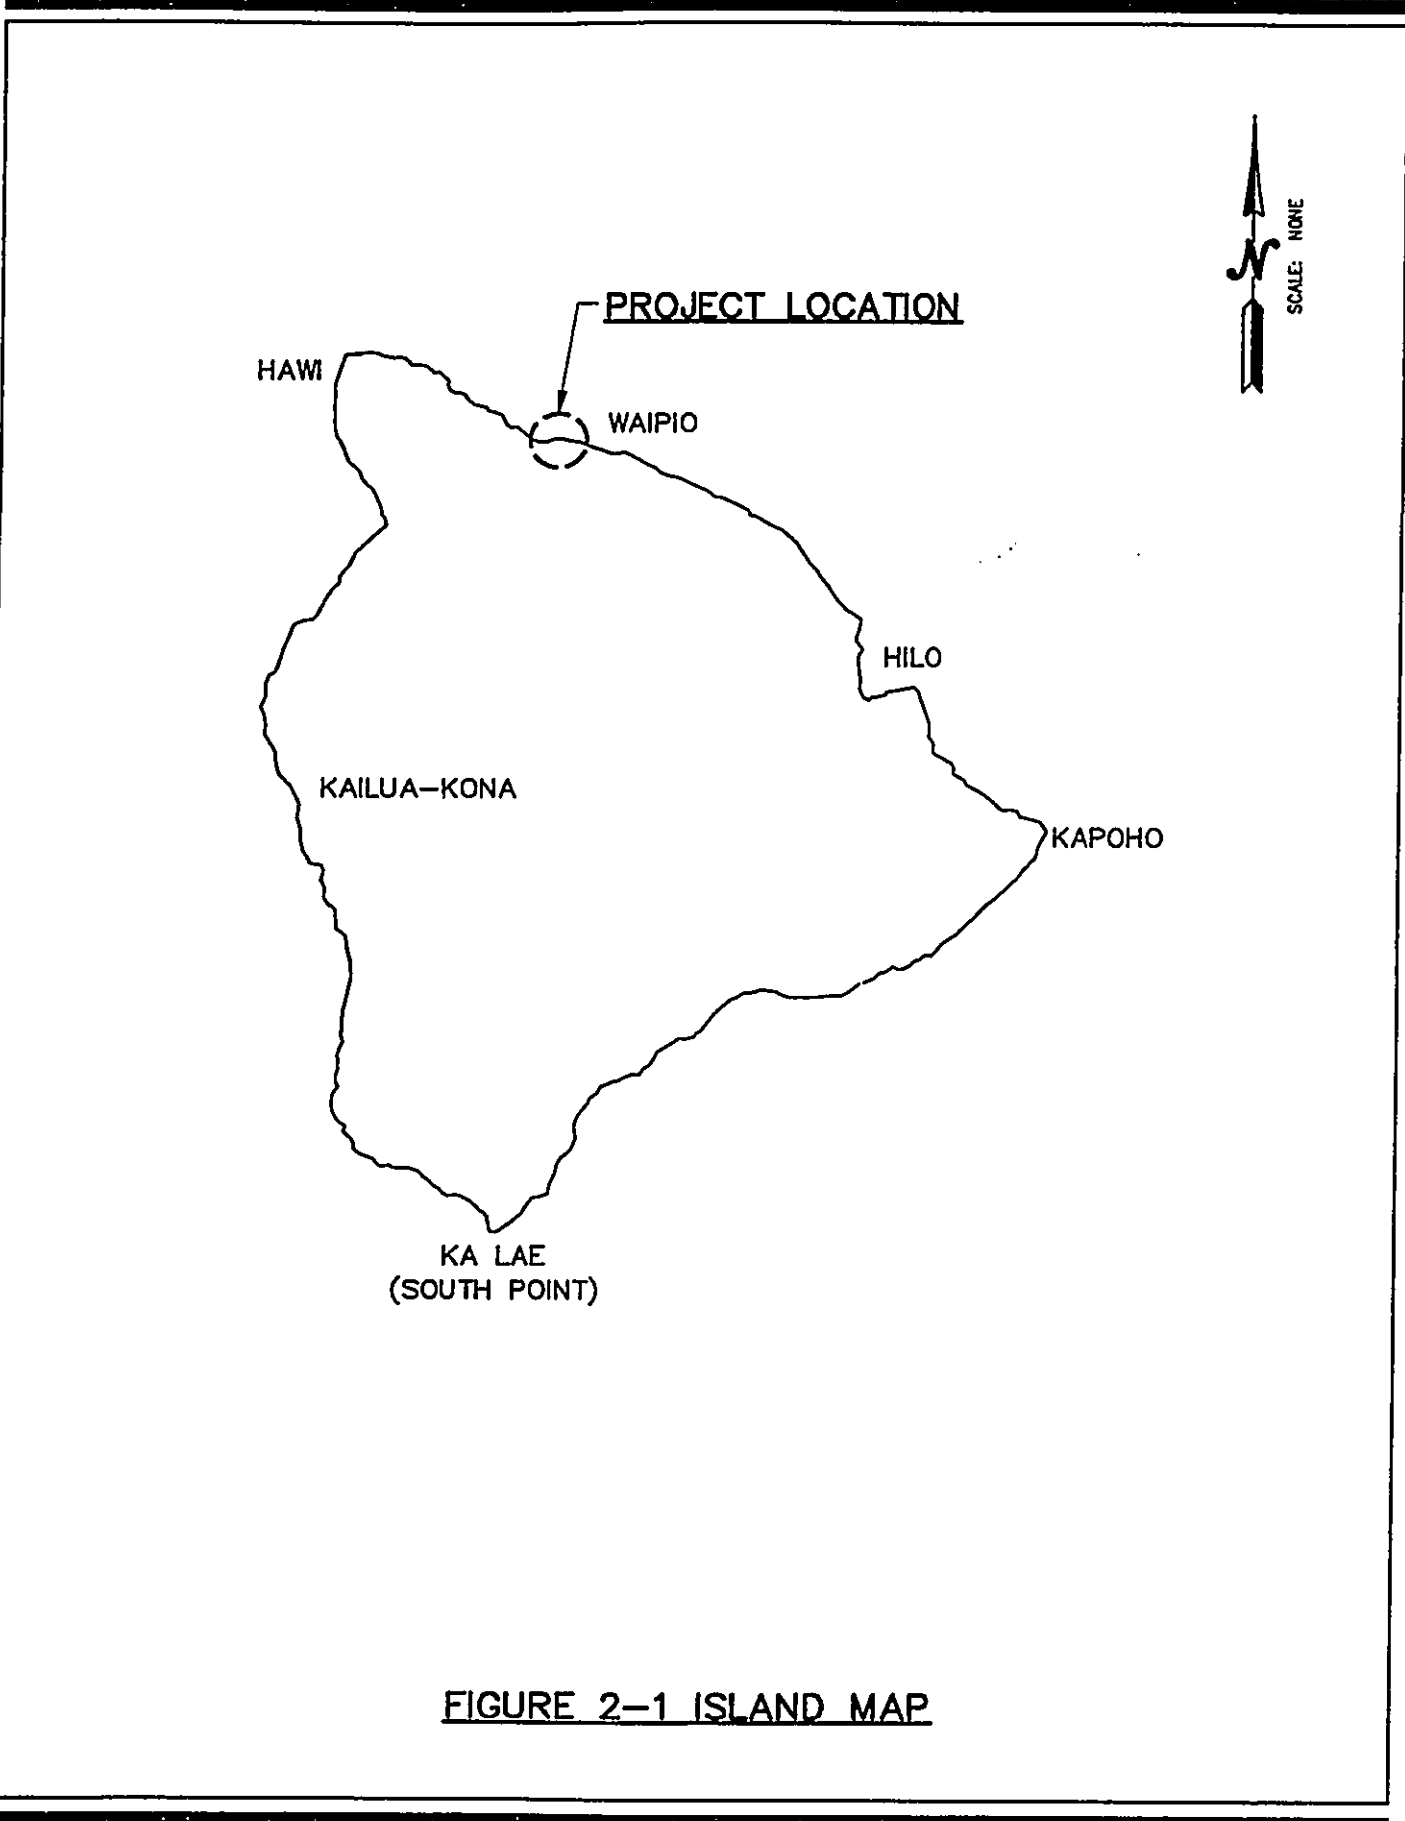 N
SCALE: NONE
PROJECT LOCATION
HAWI
WAIPIO
HILO
KAILUA-KONA
KAPOHO
KA LAE
(SOUTH POINT)
FIGURE 2-1 ISLAND MAP